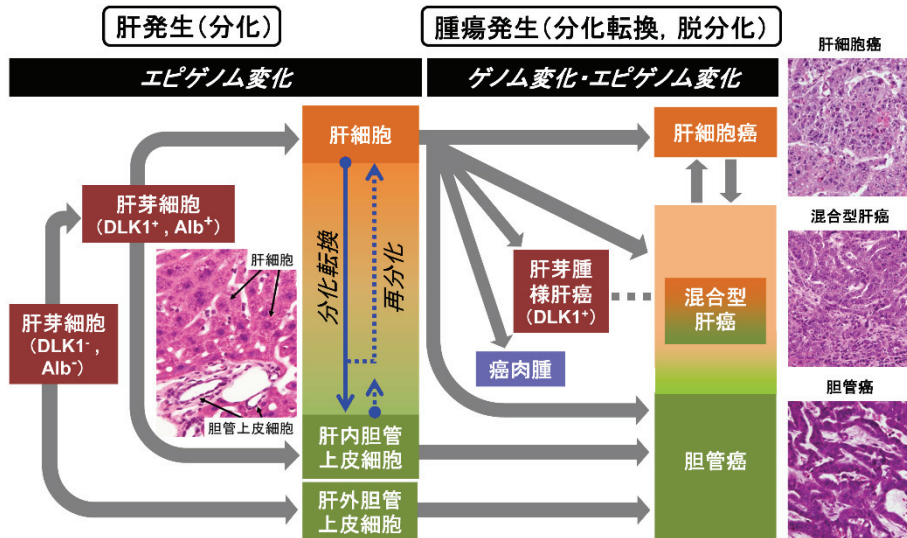 肝発生（分化）
腫瘍発生（分化転換，脱分化）
エピゲノム変化
ゲノム変化・エピゲノム変化
肝細胞
肝芽細胞
（DLK1⁺ , Alb⁺）
肝芽細胞
（DLK1⁻ ,
Alb⁻）
肝細胞
胆管上皮細胞
分化転換
再分化
肝内胆管
上皮細胞
肝外胆管
上皮細胞
肝芽腫
様肝癌
（DLK1⁺）
癌肉腫
肝細胞癌
混合型
肝癌
胆管癌
肝細胞癌
混合型肝癌
胆管癌